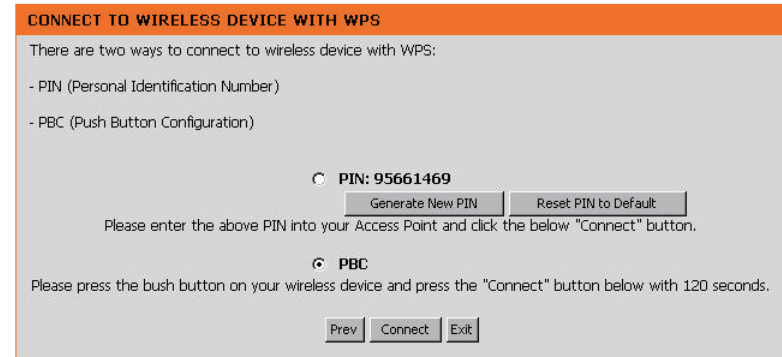 CONNECT TO WIRELESS DEVICE WITH WPS
There are two ways to connect to wireless device with WPS:
- PIN (Personal Identification Number)
- PBC (Push Button Configuration)
PIN: 95661469
Generate New PIN Reset PIN to Default
Please enter the above PIN into your Access Point and click the below "Connect" button.
PBC
Please press the bush button on your wireless device and press the "Connect" button below with 120 seconds.
Prev Connect Exit